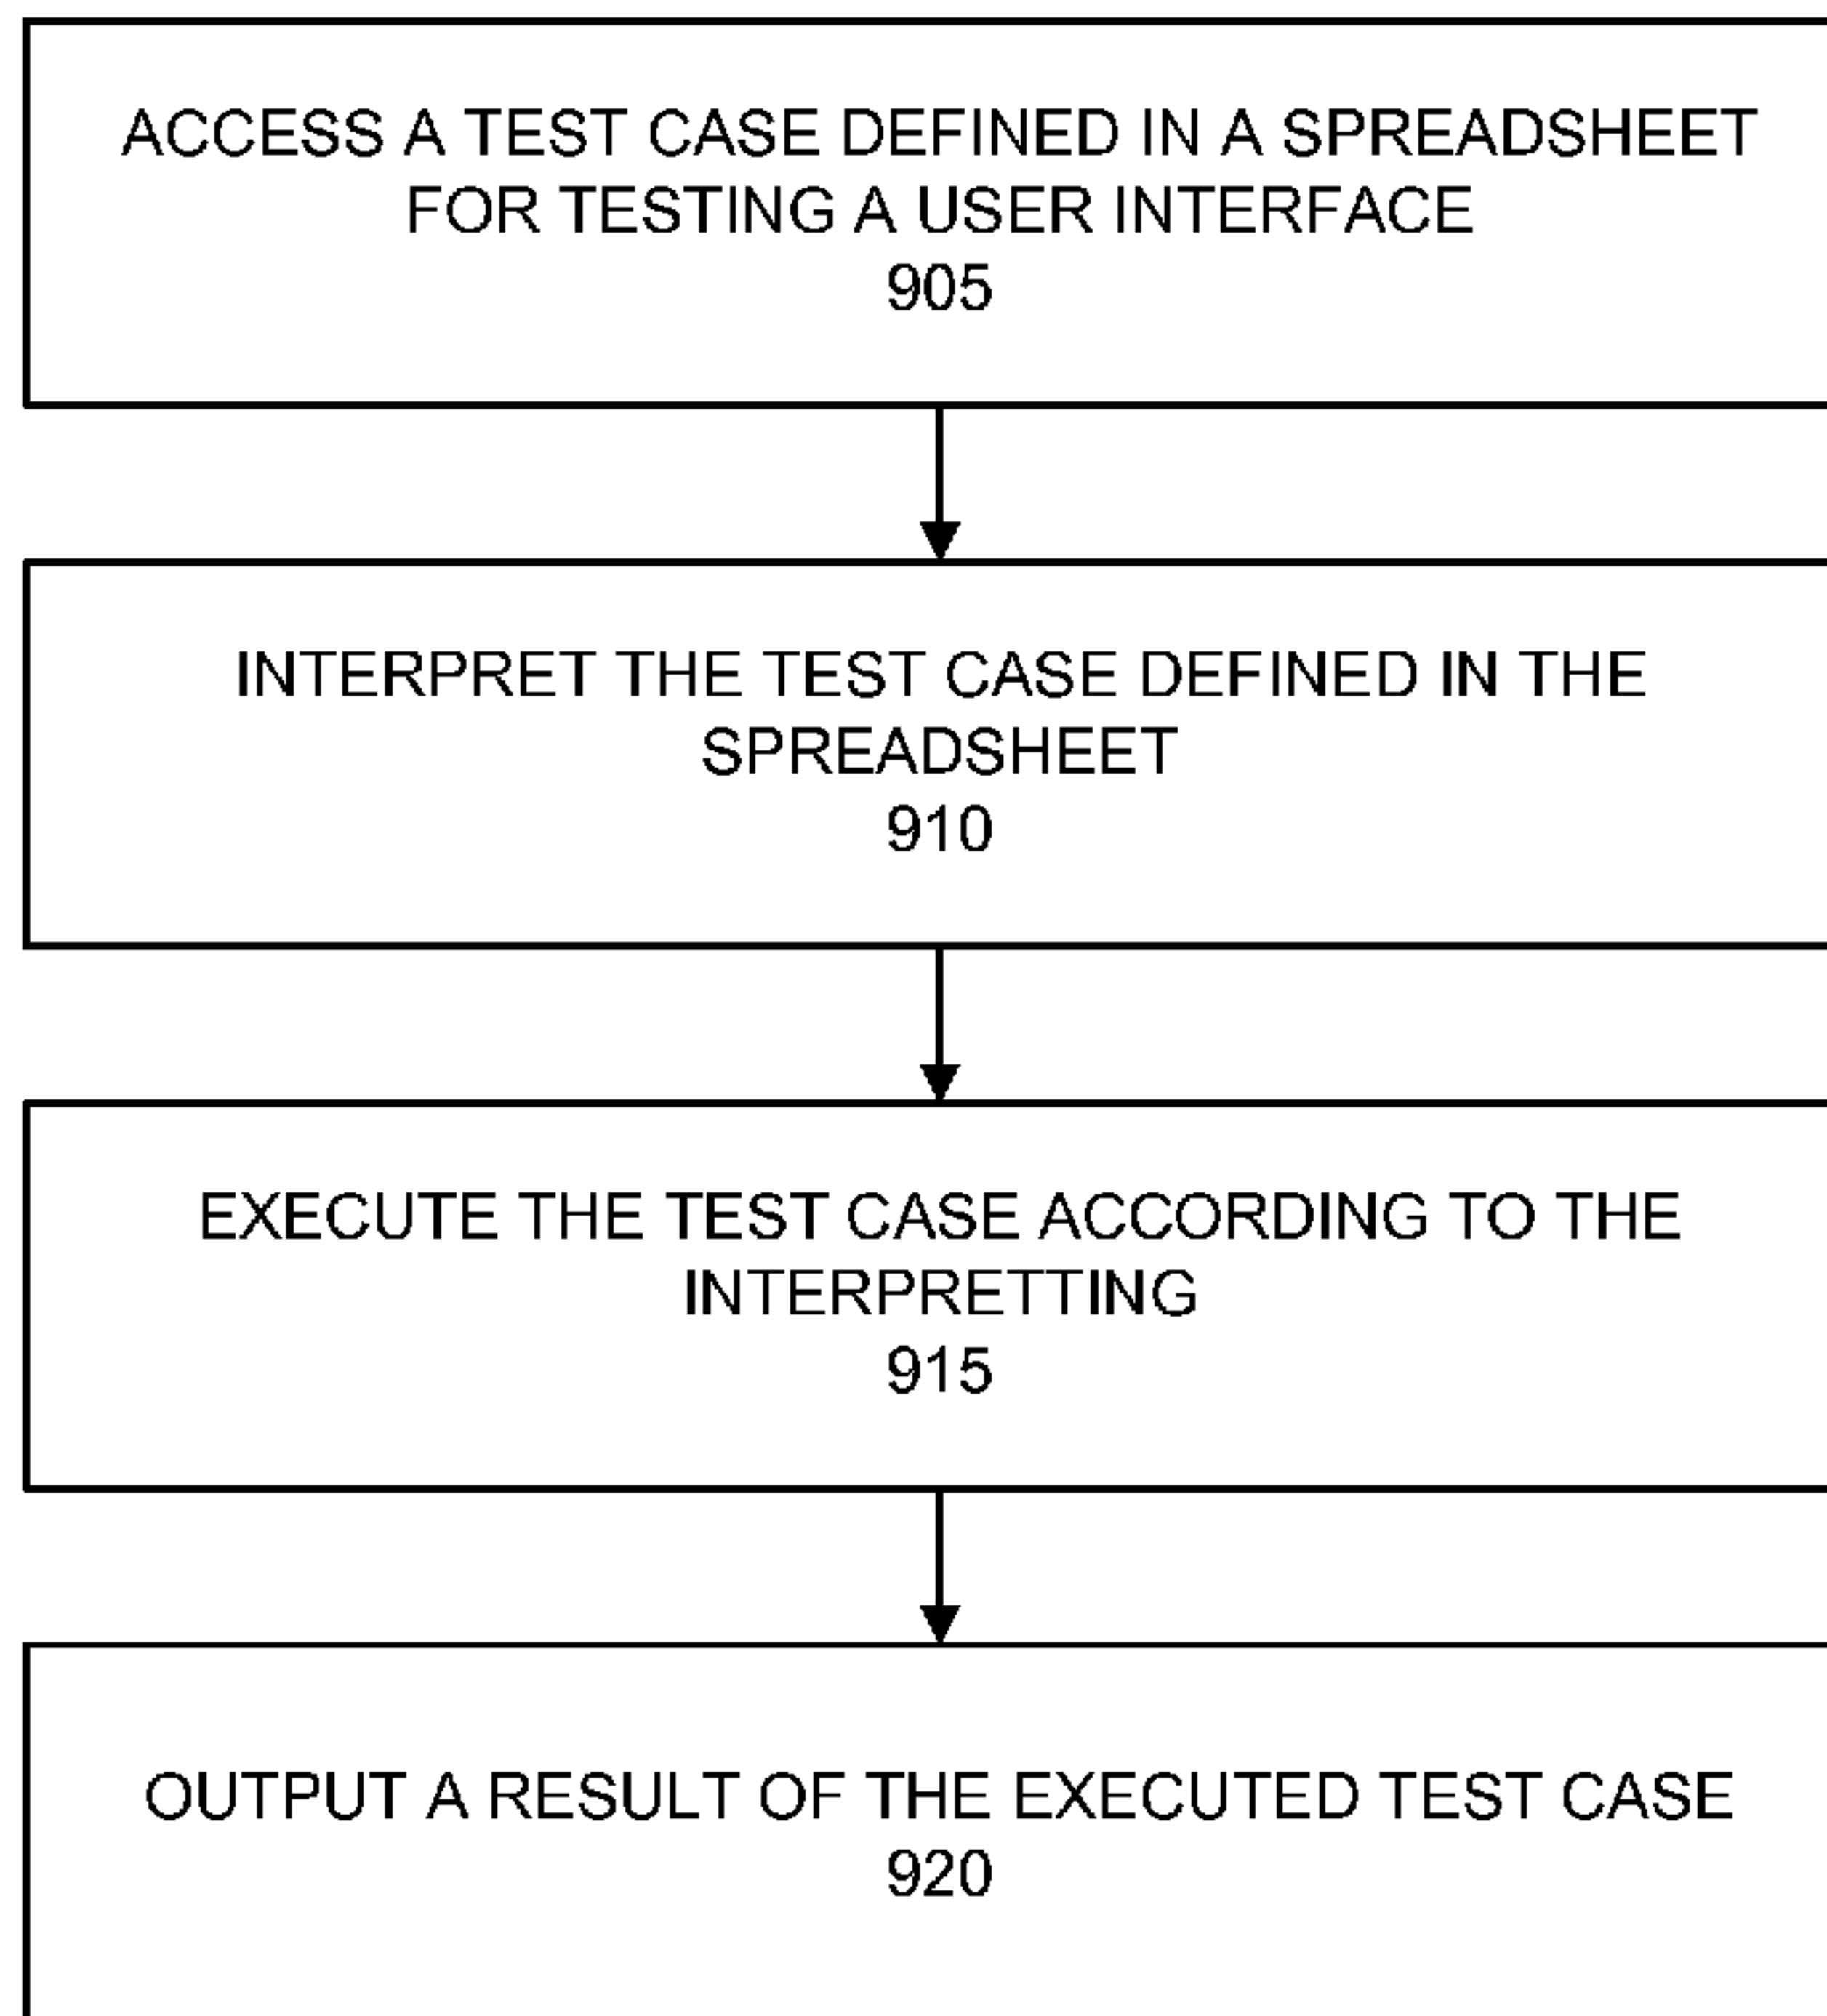 ACCESS A TEST CASE DEFINED IN A SPREADSHEET
FOR TESTING A USER INTERFACE
905
INTERPRET THE TEST CASE DEFINED IN THE
SPREADSHEET
910
EXECUTE THE TEST CASE ACCORDING TO THE
INTERPRETTING
915
OUTPUT A RESULT OF THE EXECUTED TEST CASE
920